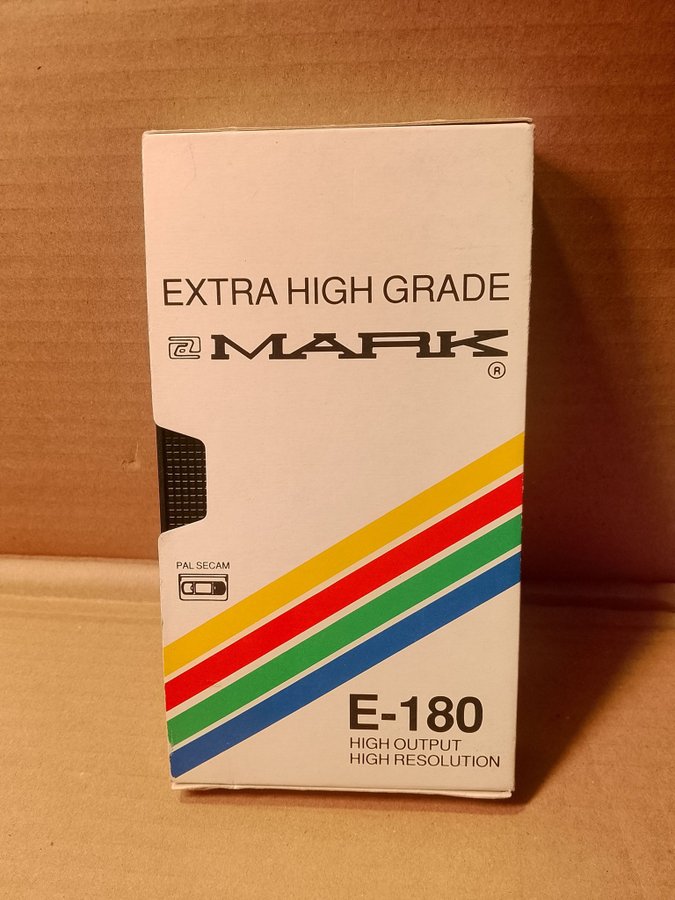 EXTRA HIGH GRADE
MARK
®
PAL SECAM
E-180
HIGH OUTPUT
HIGH RESOLUTION